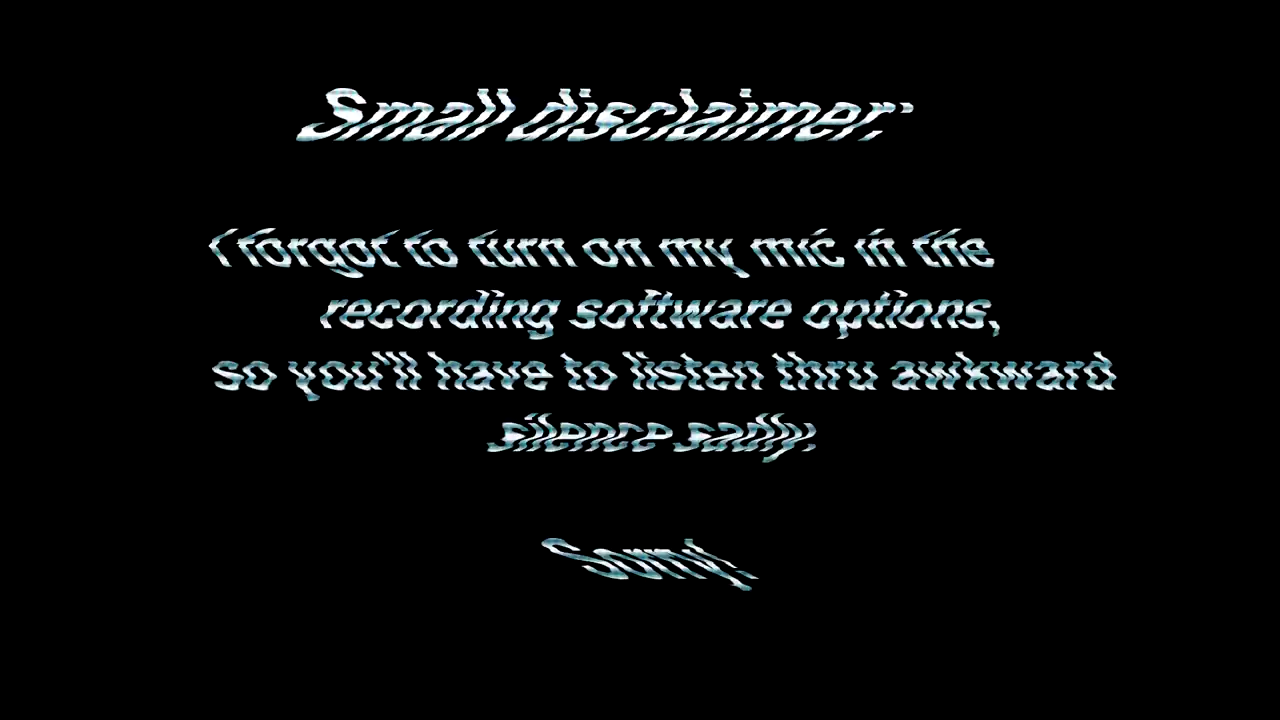 Small disclaimer:
I forgot to turn on my mic in the
recording software options,
so you'll have to listen thru awkward
silence sadly.
Sorry.